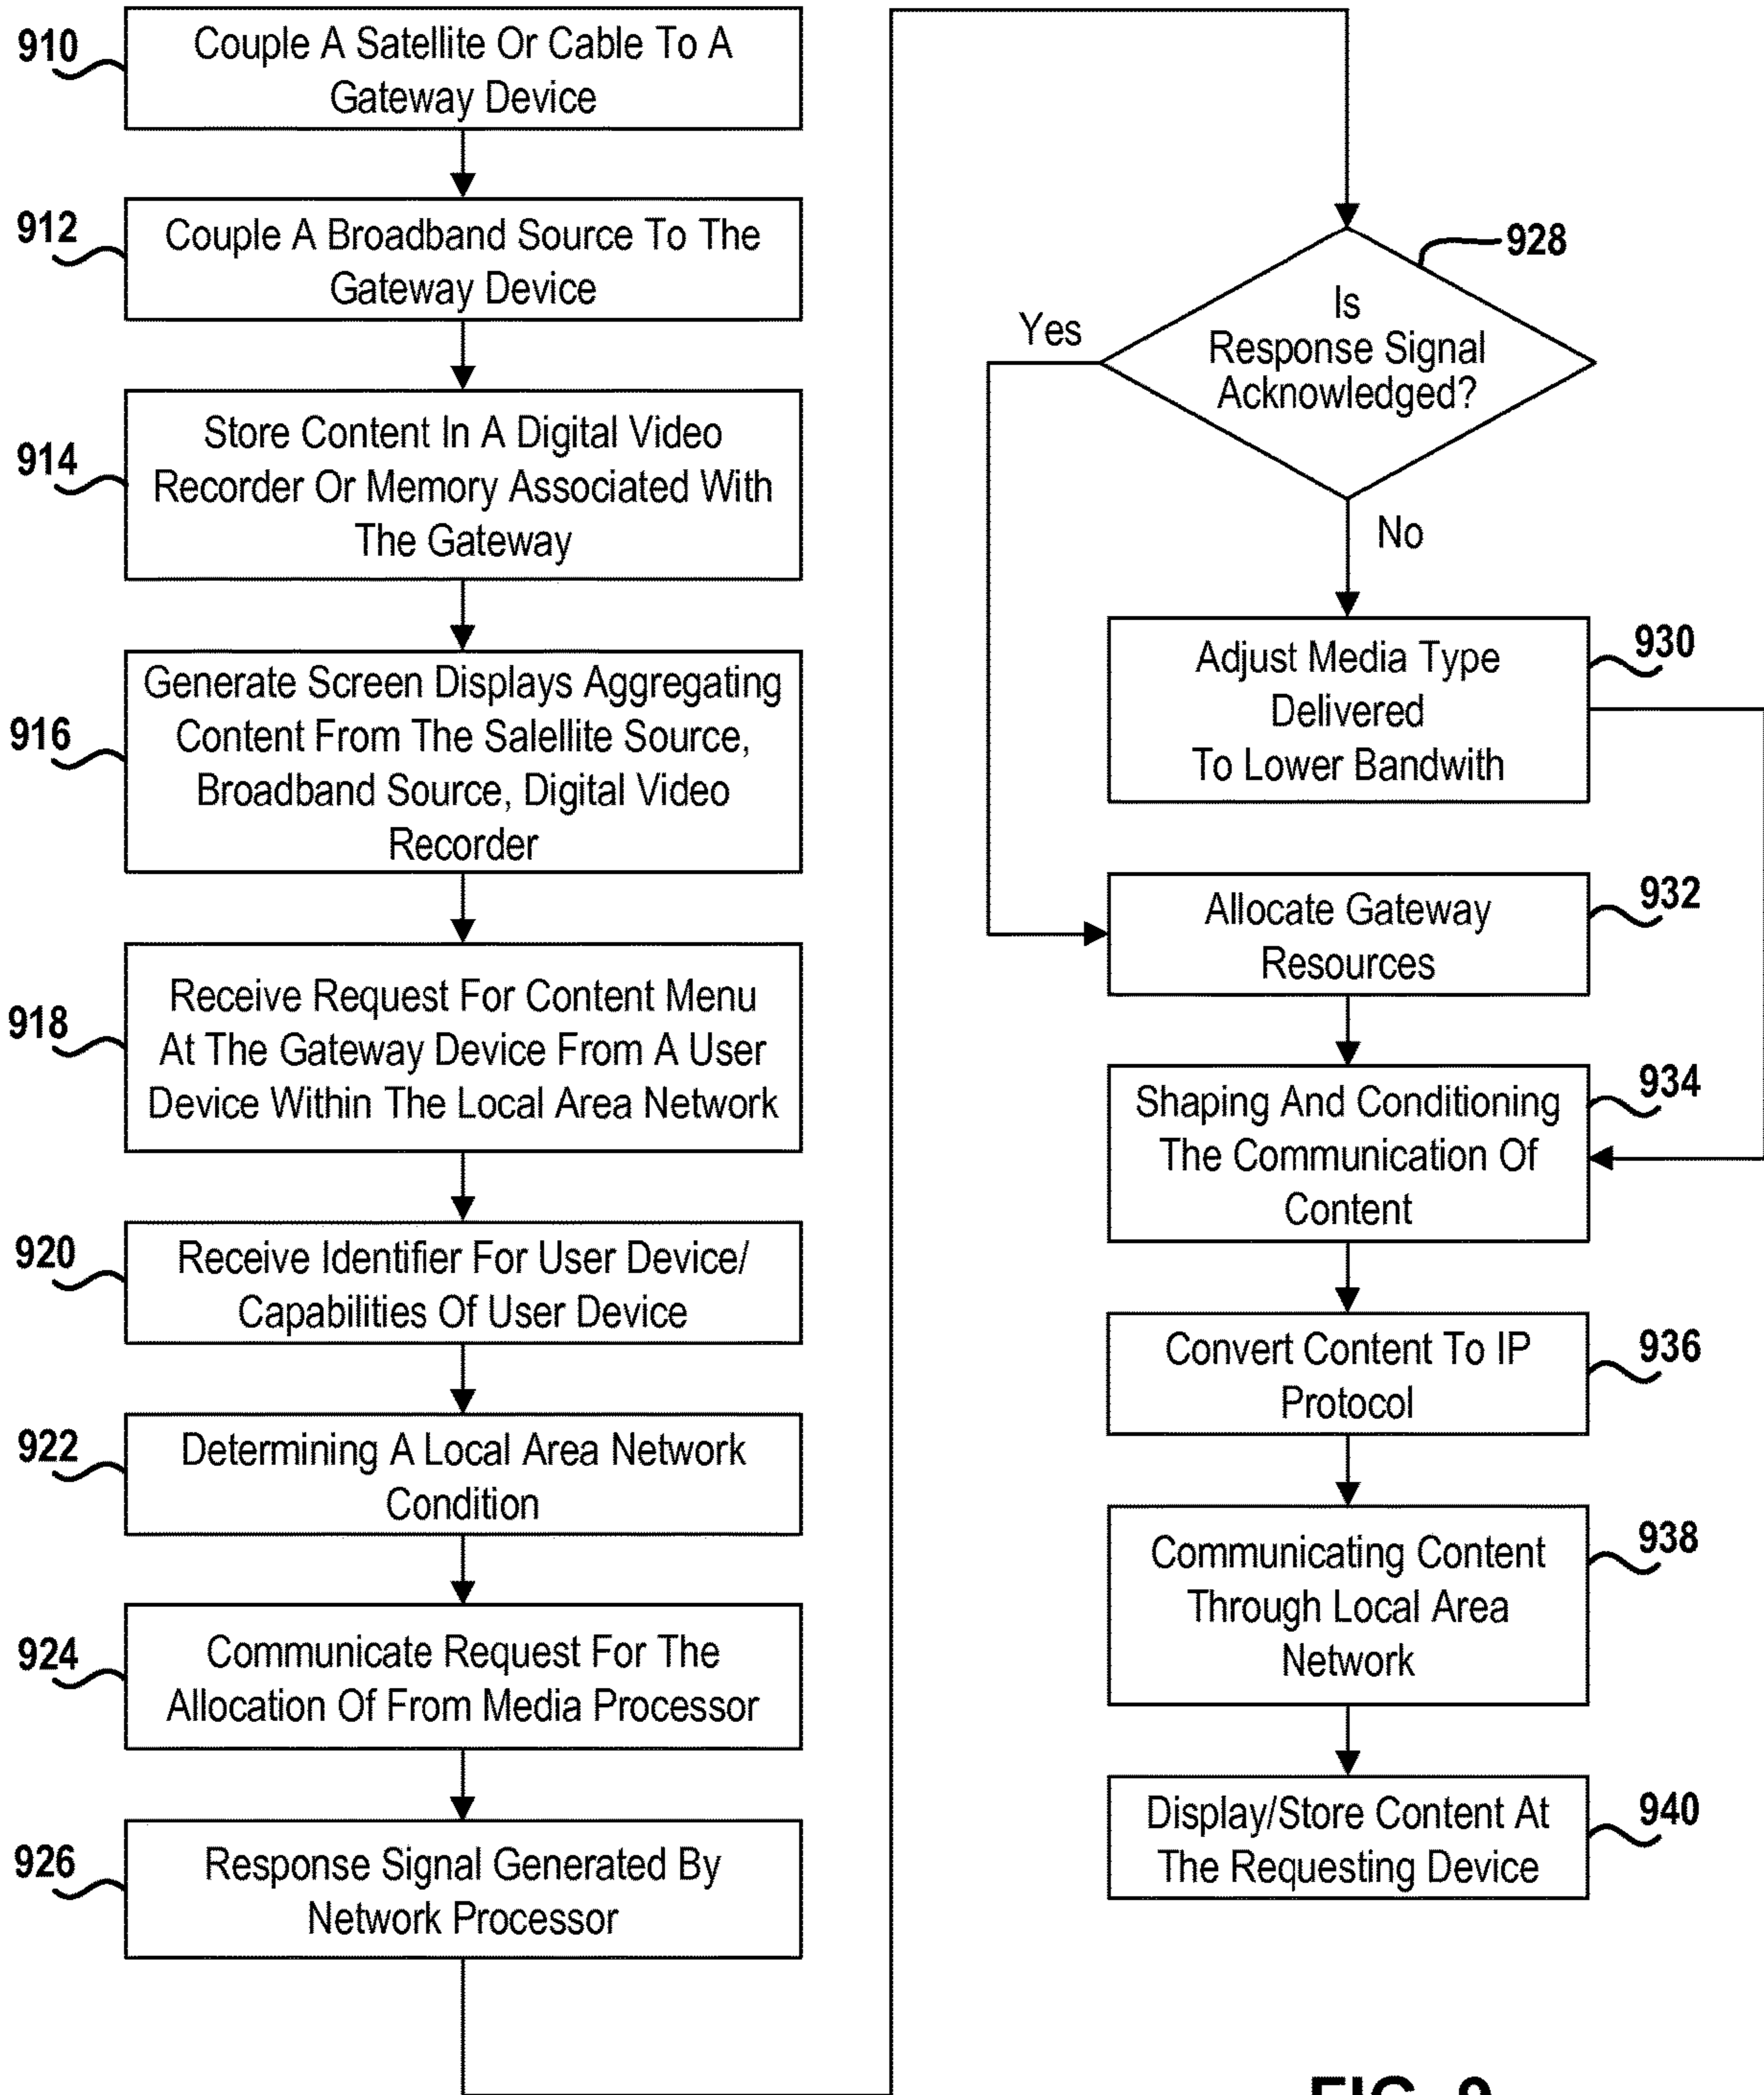 910
Couple A Satellite Or Cable To A
Gateway Device
912
Couple A Broadband Source To The
Gateway Device
914
Store Content In A Digital Video
Recorder Or Memory Associated With
The Gateway
916
Generate Screen Displays Aggregating
Content From The Salellite Source,
Broadband Source, Digital Video
Recorder
918
Receive Request For Content Menu
At The Gateway Device From A User
Device Within The Local Area Network
920
Receive Identifier For User Device/
Capabilities Of User Device
922
Determining A Local Area Network
Condition
924
Communicate Request For The
Allocation Of From Media Processor
926
Response Signal Generated By
Network Processor
928
Is
Response Signal
Acknowledged?
Yes
No
930
Adjust Media Type
Delivered
To Lower Bandwith
932
Allocate Gateway
Resources
934
Shaping And Conditioning
The Communication Of
Content
936
Convert Content To IP
Protocol
938
Communicating Content
Through Local Area
Network
940
Display/Store Content At
The Requesting Device
FIG. 9